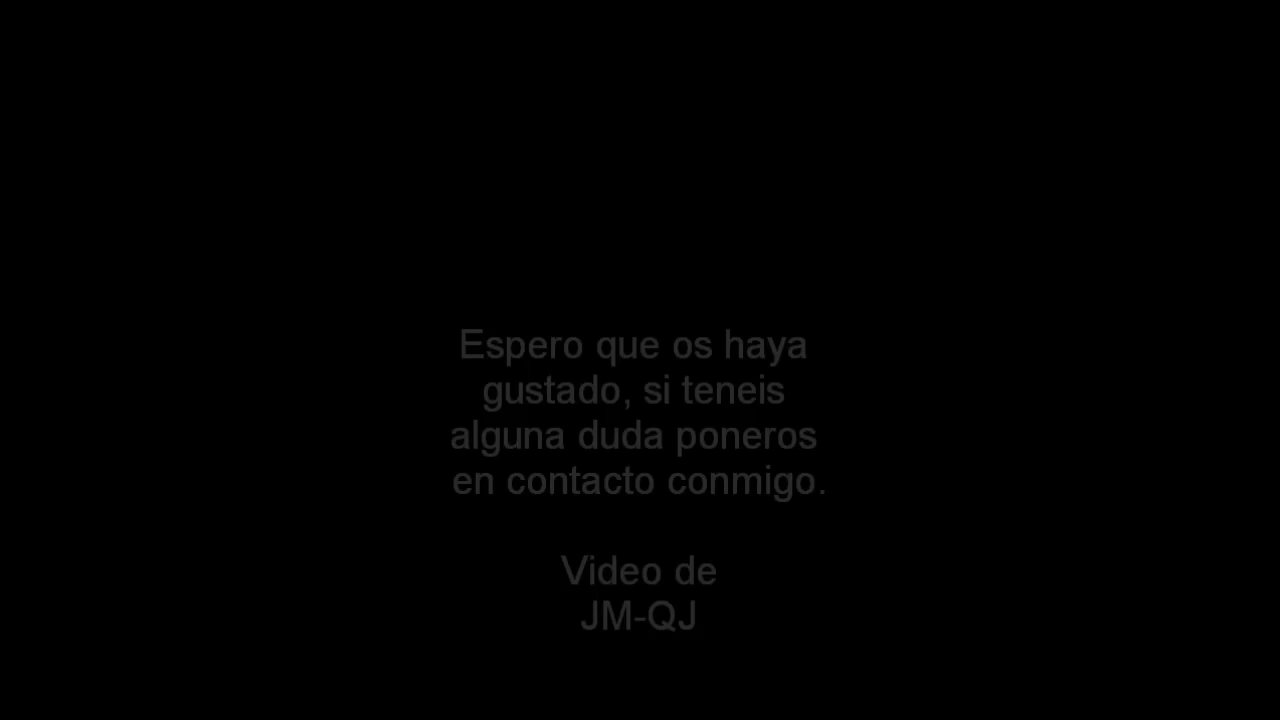 Espero que os haya
gustado, si teneis
alguna duda poneros
en contacto conmigo.
Video de
JM-QJ